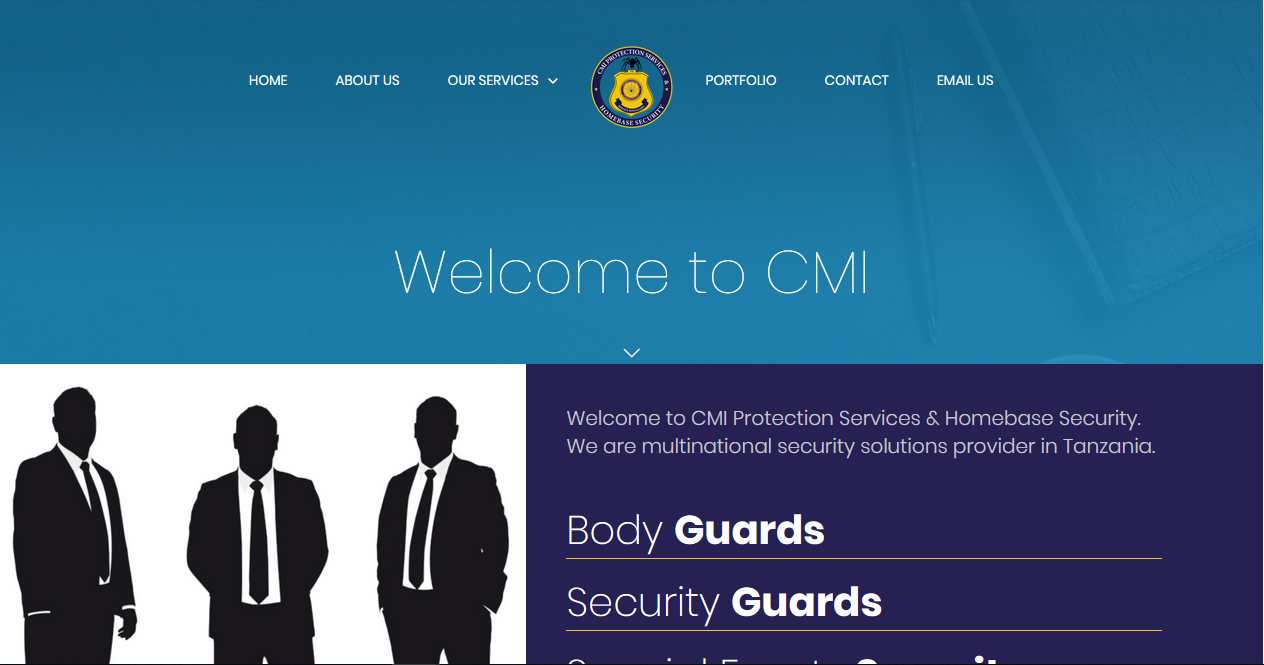 HOME
ABOUT US
OUR SERVICES
CMI PROTECTION SERVICES &
HOMEBASE SECURITY
PORTFOLIO
CONTACT
EMAIL US
Welcome to CMI
Welcome to CMI Protection Services & Homebase Security.
We are multinational security solutions provider in Tanzania.
Body Guards
Security Guards